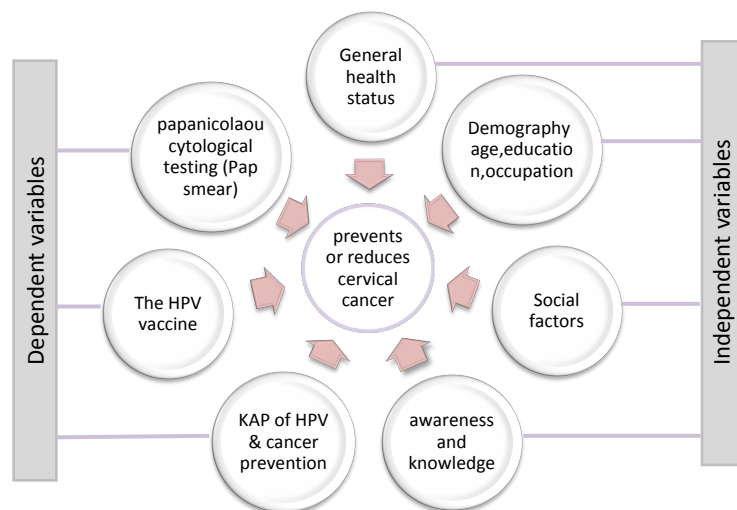 General
health
status
papanicolaou
cytological
testing (Pap
smear)
Demography
age,educatio
n,occupation
prevents
or reduces
cervical
cancer
The HPV
vaccine
Social
factors
KAP of HPV
& cancer
prevention
awareness
and
knowledge
Dependent variables
Independent variables